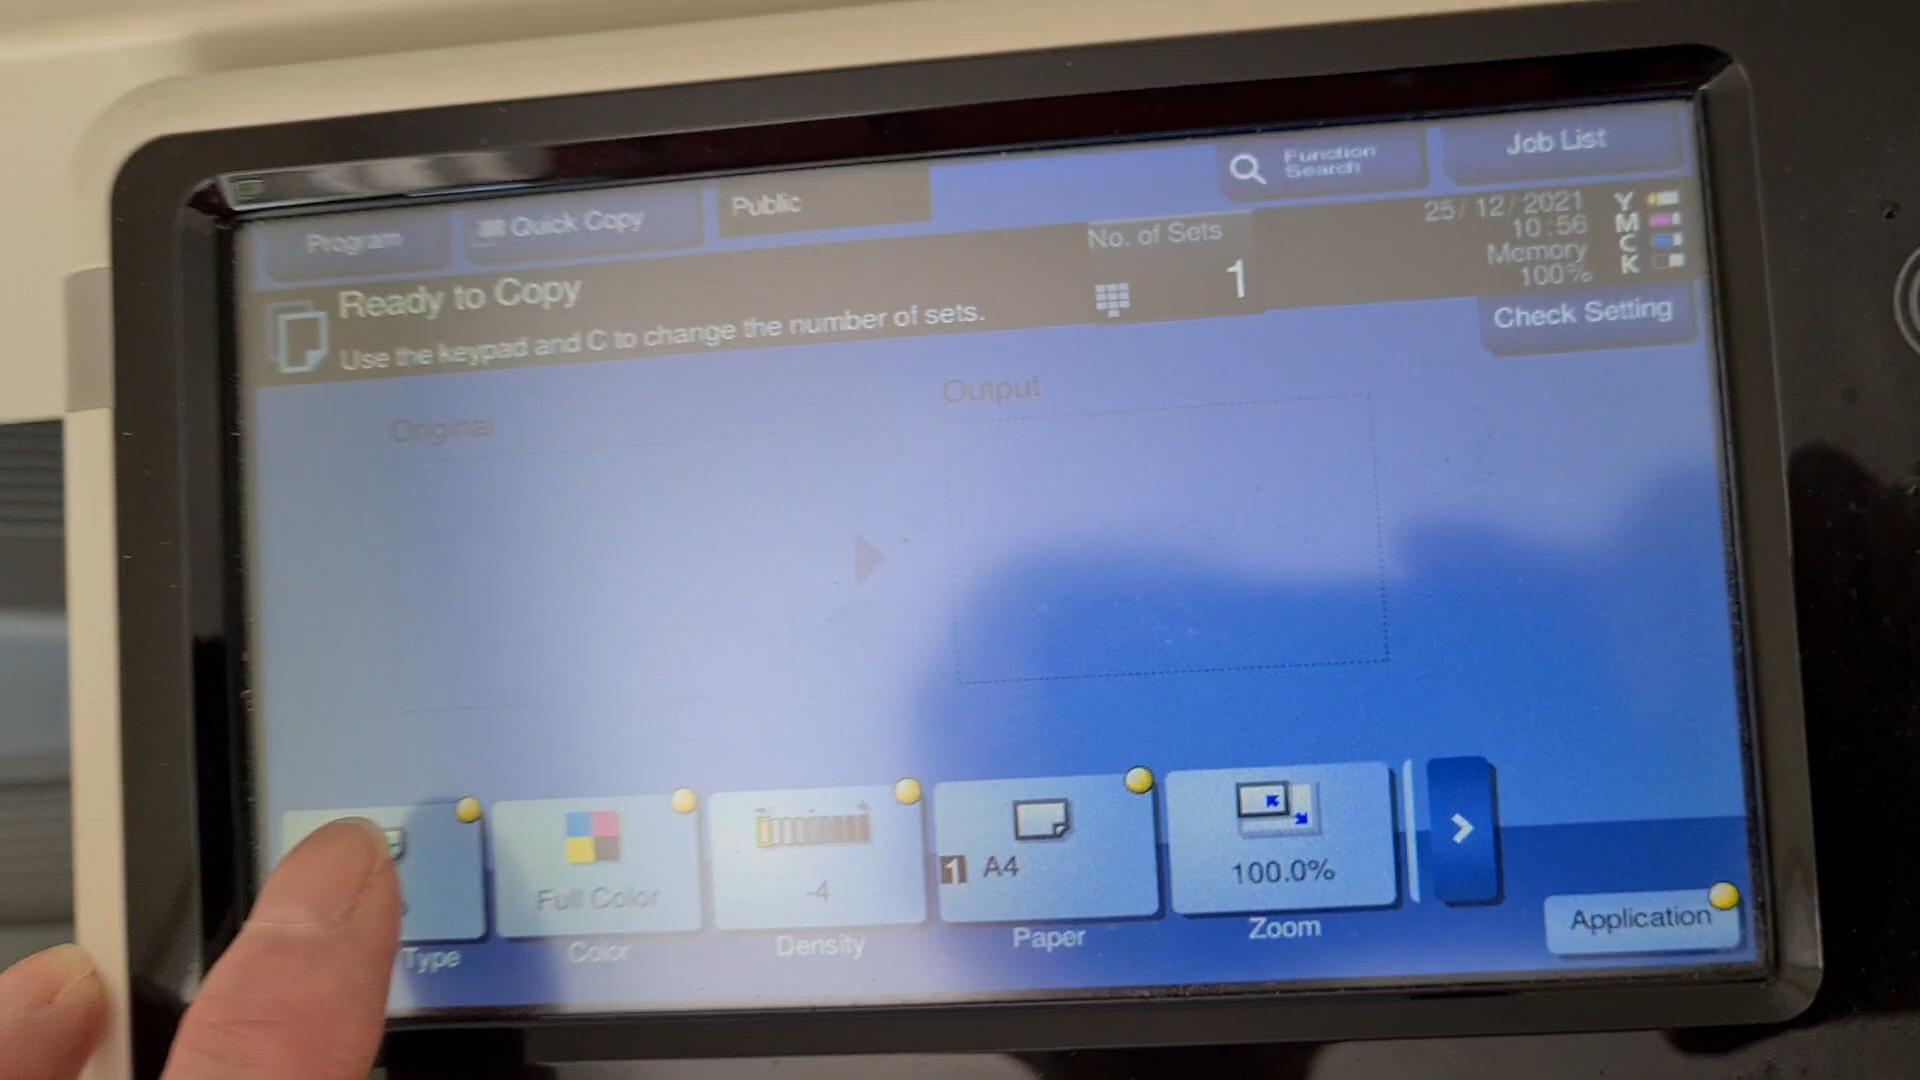 Program
Quick Copy
Public
Function
Search
Job List
Ready to Copy
Use the keypad and C to change the number of sets.
No. of Sets
1
25/12/2021
10:56
Memory
100%
Y
M
C
K
Check Setting
Original
Output
Full Color
-4
1 A4
100.0%
Type
Color
Density
Paper
Zoom
Application